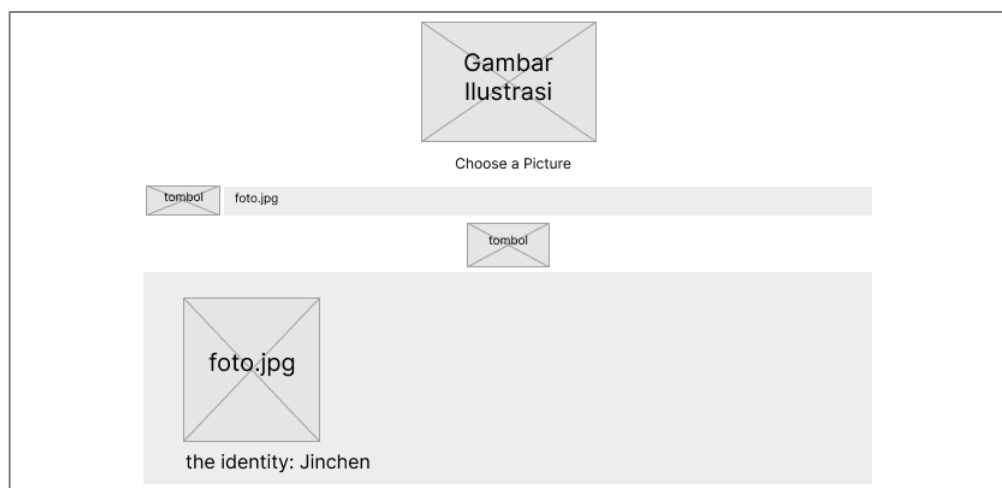 Gambar
Ilustrasi
Choose a Picture
tombol foto.jpg
tombol
foto.jpg
the identity: Jinchen